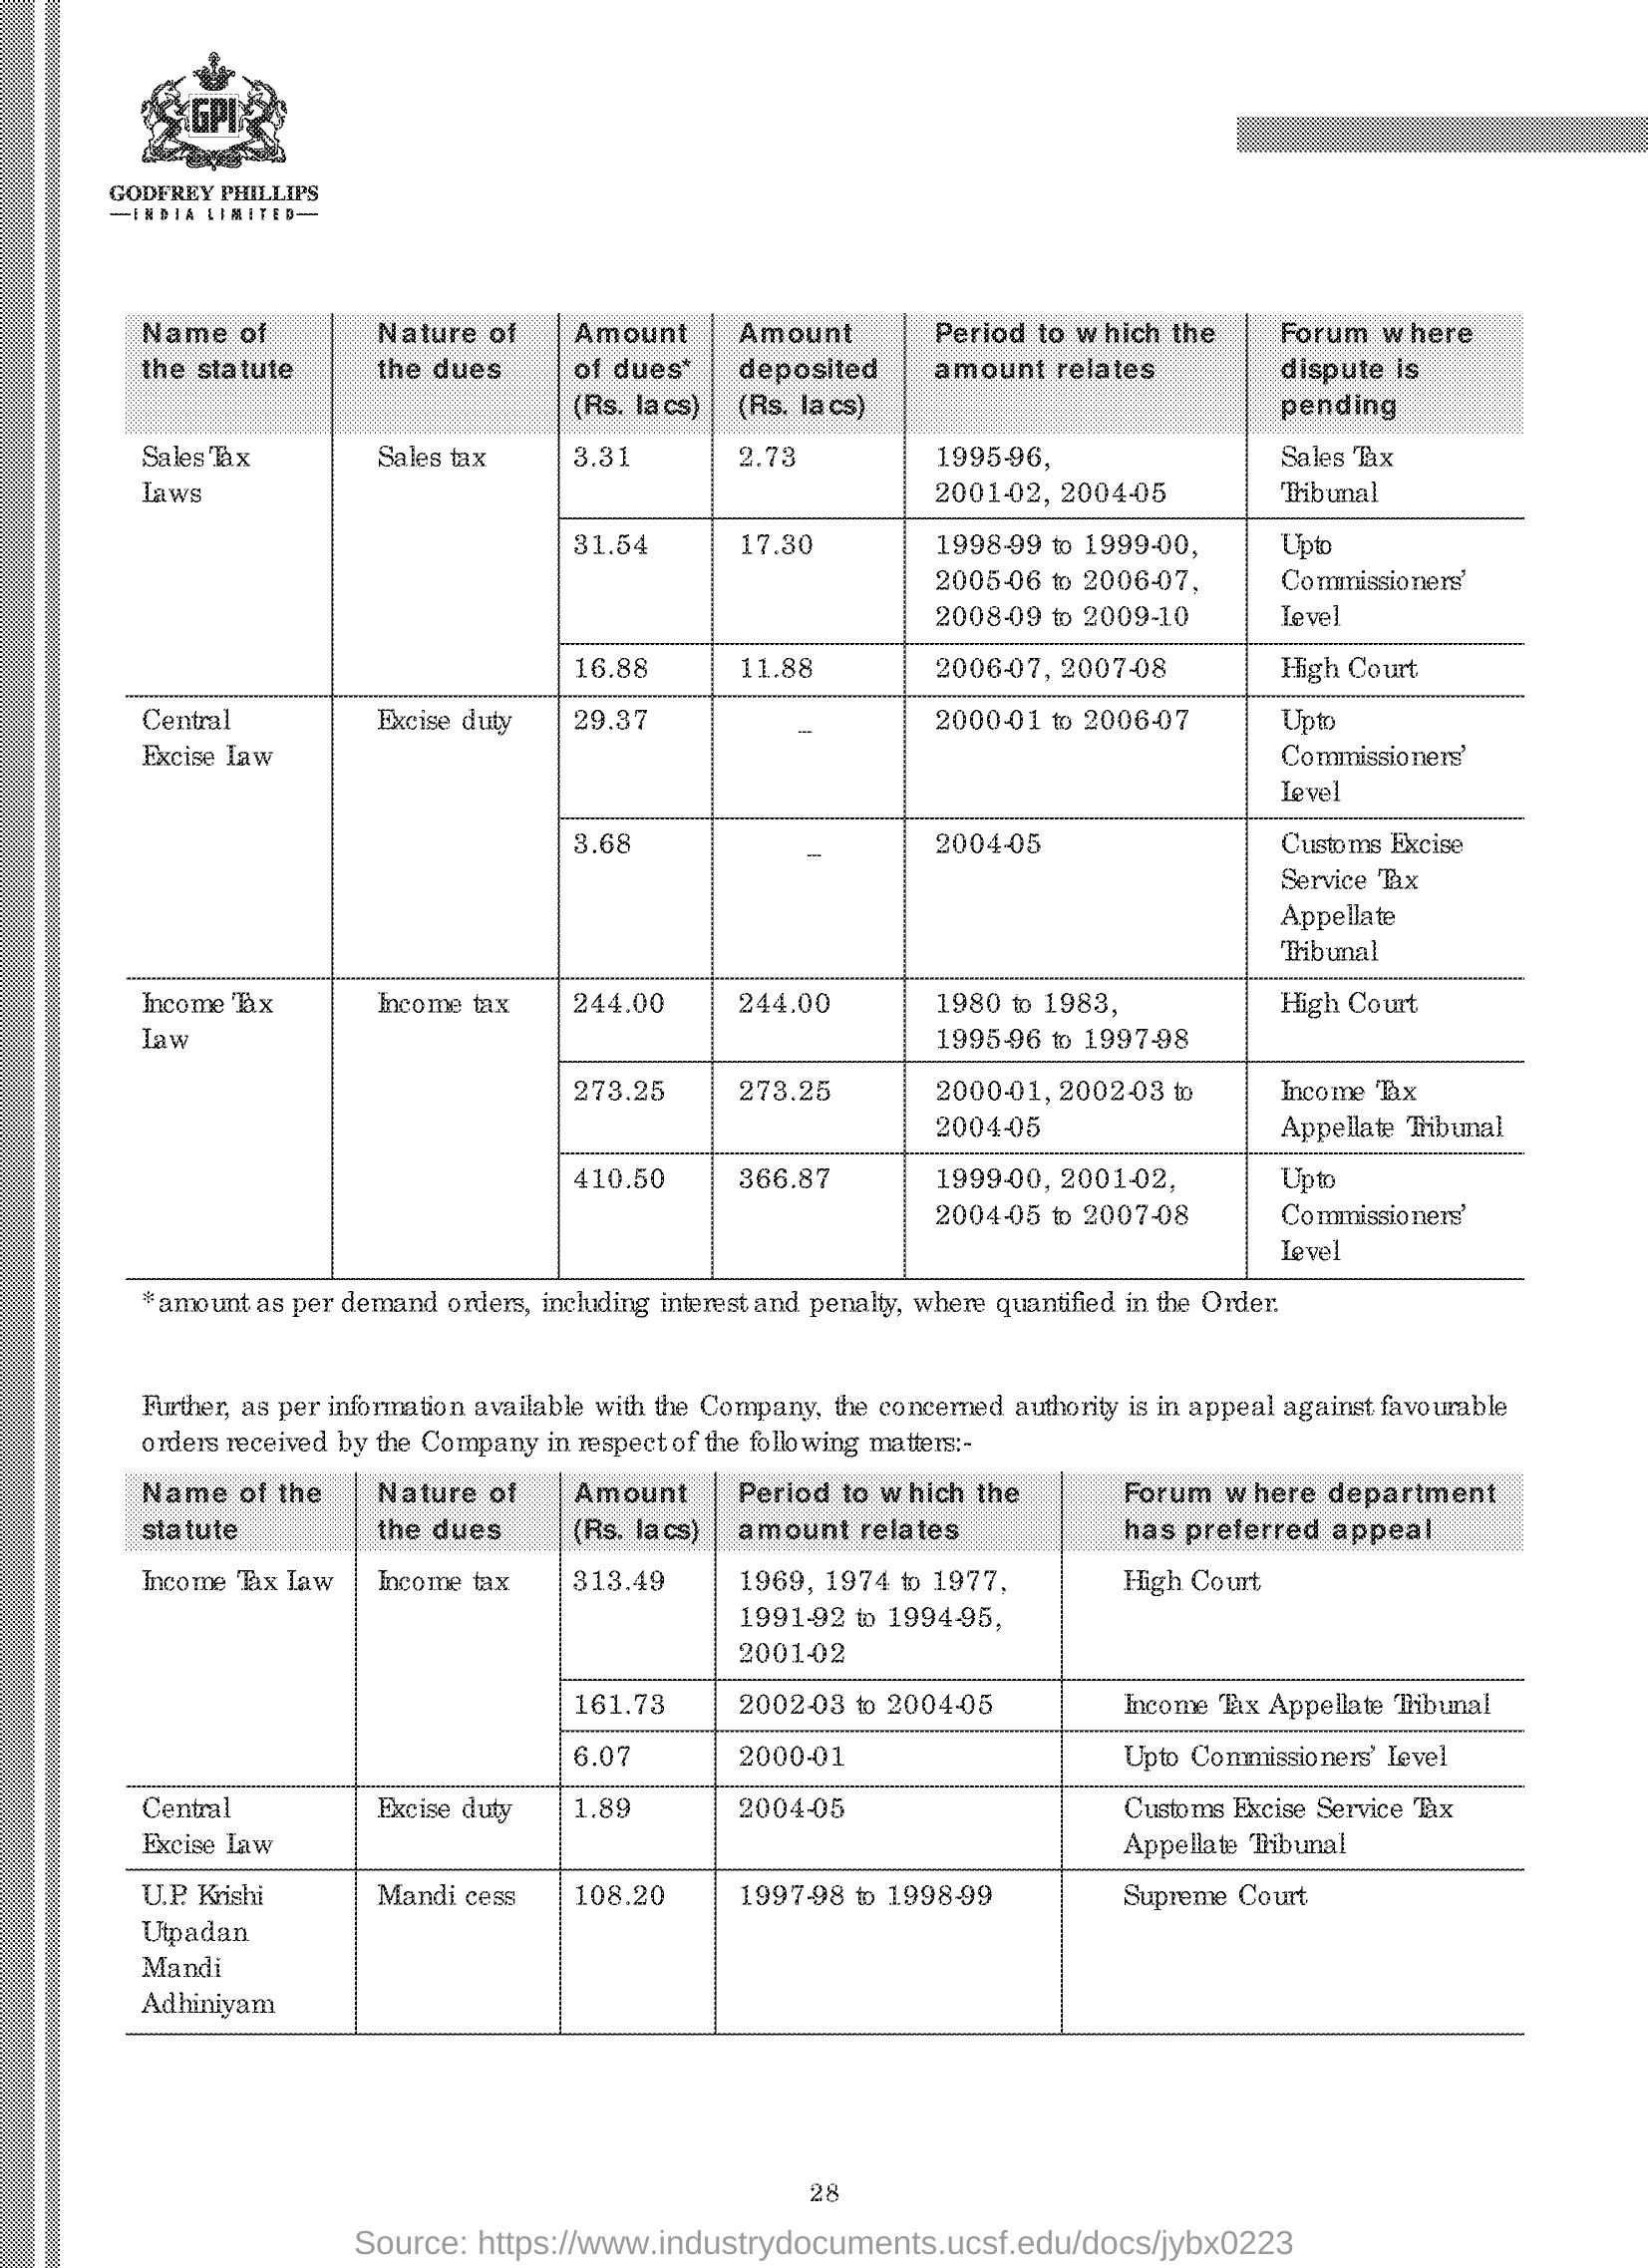 GPI
GODFREY PHILLIPS
INDIA LIMITED
Name of the statute | Nature of the dues | Amount of dues* (Rs. lacs) | Amount deposited (Rs. lacs) | Period to which the amount relates | Forum where dispute is pending
Sales Tax Laws | Sales tax | 3.31 | 2.73 | 1995-96, 2001-02, 2004-05 | Sales Tax Tribunal
31.54 | 17.30 | 1998-99 to 1999-00, 2005-06 to 2006-07, 2008-09 to 2009-10 | Upto Commissioners' Level
16.88 | 11.88 | 2006-07, 2007-08 | High Court
Central Excise Law | Excise duty | 29.37 | – | 2000-01 to 2006-07 | Upto Commissioners' Level
3.68 | – | 2004-05 | Customs Excise Service Tax Appellate Tribunal
Income Tax Law | Income tax | 244.00 | 244.00 | 1980 to 1983, 1995-96 to 1997-98 | High Court
273.25 | 273.25 | 2000-01, 2002-03 to 2004-05 | Income Tax Appellate Tribunal
410.50 | 366.87 | 1999-00, 2001-02, 2004-05 to 2007-08 | Upto Commissioners' Level
*amount as per demand orders, including interest and penalty, where quantified in the Order.
Further, as per information available with the Company, the concerned authority is in appeal against favourable
orders received by the Company in respect of the following matters:-
Name of the statute | Nature of the dues | Amount (Rs. lacs) | Period to which the amount relates | Forum where department has preferred appeal
Income Tax Law | Income tax | 313.49 | 1969, 1974 to 1977, 1991-92 to 1994-95, 2001-02 | High Court
161.73 | 2002-03 to 2004-05 | Income Tax Appellate Tribunal
6.07 | 2000-01 | Upto Commissioners' Level
Central Excise Law | Excise duty | 1.89 | 2004-05 | Customs Excise Service Tax Appellate Tribunal
U.P. Krishi Utpadan Mandi Adhiniyam | Mandi cess | 108.20 | 1997-98 to 1998-99 | Supreme Court
28
Source: https://www.industrydocuments.ucsf.edu/docs/jybx0223